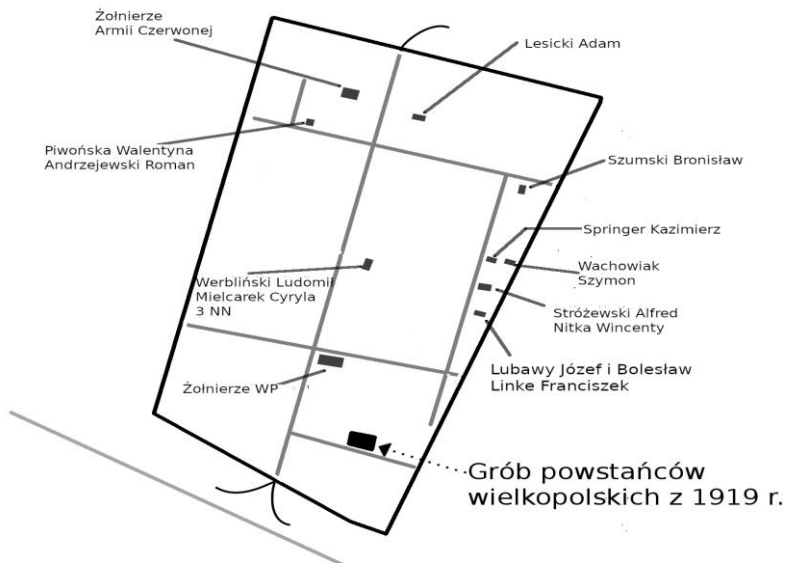 Żołnierze
Armii Czerwonej
Lesicki Adam
Piwońska Walentyna
Andrzejewski Roman
Szumski Bronisław
Springer Kazimierz
Wachowiak
Szymon
Werbliński Ludomił
Mielcarek Cyryla
3 NN
Stróżewski Alfred
Nitka Wincenty
Lubawy Józef i Bolesław
Linke Franciszek
Żołnierze WP
Grób powstańców
wielkopolskich z 1919 r.